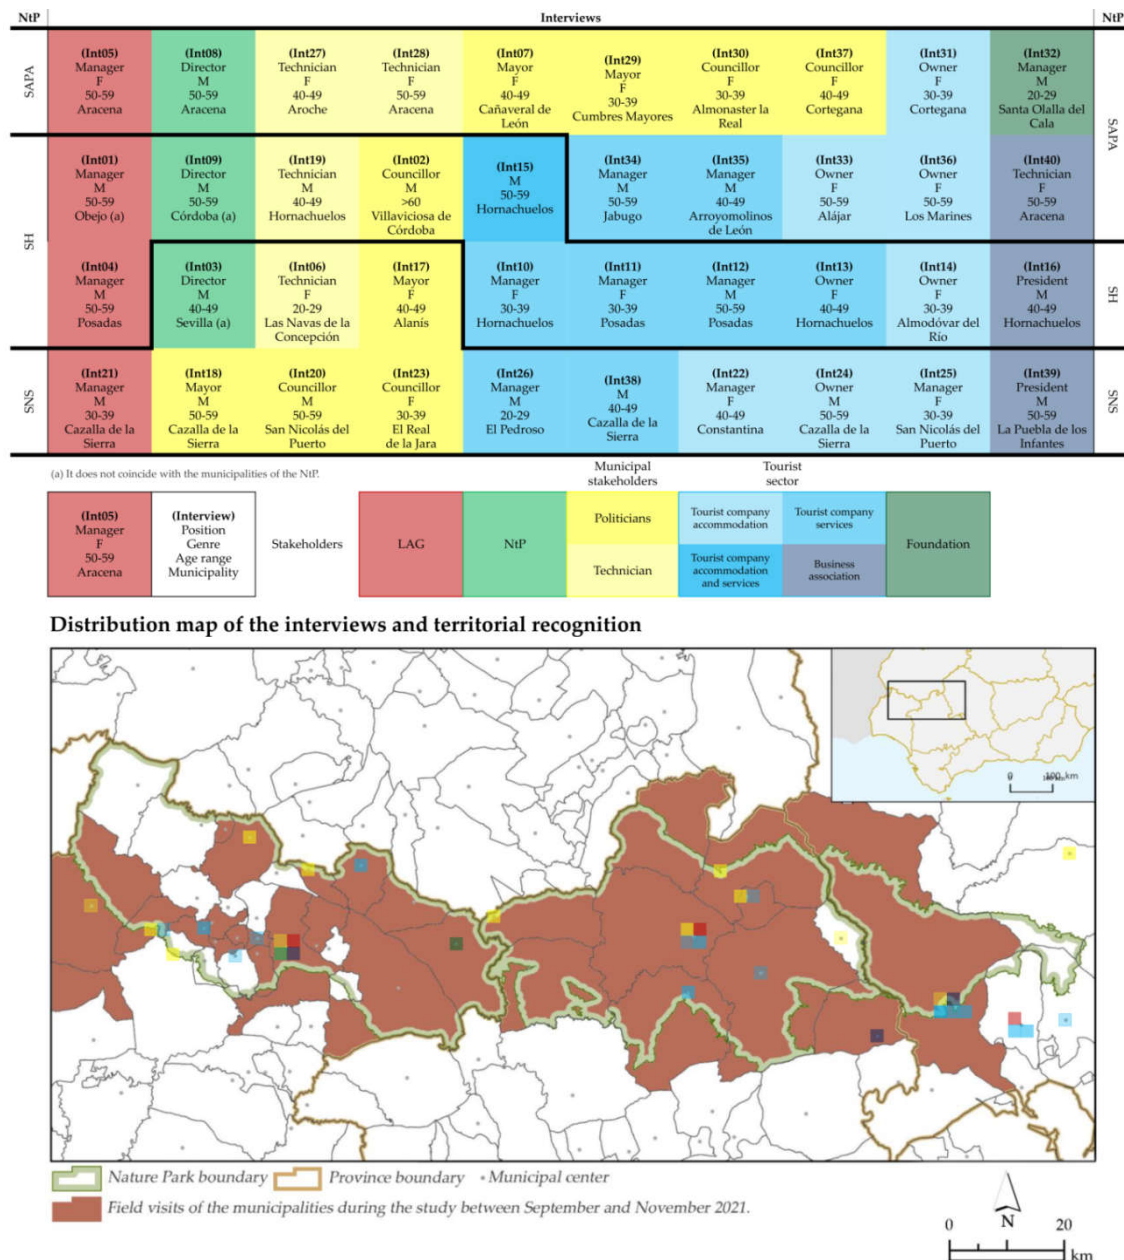 NtP Interviews NtP
SAPA
(Int05)
Manager
F
50-59
Aracena
(Int08)
Director
M
50-59
Aracena
(Int27)
Technician
F
40-49
Aroche
(Int28)
Technician
F
50-59
Aracena
(Int07)
Mayor
F
40-49
Cañaveral de
León
(Int29)
Mayor
F
30-39
Cumbres Mayores
(Int30)
Councillor
F
30-39
Almonaster la
Real
(Int37)
Councillor
F
40-49
Cortegana
(Int31)
Owner
F
30-39
Cortegana
(Int32)
Manager
M
20-29
Santa Olalla del
Cala
SAPA
SH
(Int01)
Manager
M
50-59
Obejo (a)
(Int09)
Director
M
50-59
Córdoba (a)
(Int19)
Technician
M
40-49
Hornachuelos
(Int02)
Councillor
M
>60
Villaviciosa de
Córdoba
(Int15)
M
50-59
Hornachuelos
(Int34)
Manager
M
50-59
Jabugo
(Int35)
Manager
M
40-49
Arroyomolinos
de León
(Int33)
Owner
F
50-59
Alájar
(Int36)
Owner
F
50-59
Los Marines
(Int40)
Technician
F
50-59
Aracena
(Int04)
Manager
M
50-59
Posadas
(Int03)
Director
M
40-49
Sevilla (a)
(Int06)
Technician
F
20-29
Las Navas de la
Concepción
(Int17)
Mayor
F
40-49
Alanís
(Int10)
Manager
F
30-39
Hornachuelos
(Int11)
Manager
F
30-39
Posadas
(Int12)
Manager
M
50-59
Posadas
(Int13)
Owner
F
40-49
Hornachuelos
(Int14)
Owner
F
30-39
Almodóvar del
Río
(Int16)
President
M
40-49
Hornachuelos
SH
SNS
(Int21)
Manager
M
30-39
Cazalla de la
Sierra
(Int18)
Mayor
M
50-59
Cazalla de la
Sierra
(Int20)
Councillor
M
50-59
San Nicolás del
Puerto
(Int23)
Councillor
F
30-39
El Real
de la Jara
(Int26)
Manager
M
20-29
El Pedroso
(Int38)
M
40-49
Cazalla de la
Sierra
(Int22)
Manager
F
40-49
Constantina
(Int24)
Owner
M
50-59
Cazalla de la
Sierra
(Int25)
Manager
F
30-39
San Nicolás del
Puerto
(Int39)
President
M
50-59
La Puebla de los
Infantes
SNS
(a) It does not coincide with the municipalities of the NtP.
Municipal
stakeholders
Tourist
sector
(Int05)
Manager
F
50-59
Aracena
(Interview)
Position
Genre
Age range
Municipality
Stakeholders
LAG
NtP
Politicians
Technician
Tourist company
accommodation
Tourist company
services
Tourist company
accommodation
and services
Business
association
Foundation
Distribution map of the interviews and territorial recognition
0 km
Nature Park boundary Province boundary Municipal center
Field visits of the municipalities during the study between September and November 2021.
N
0 20
km